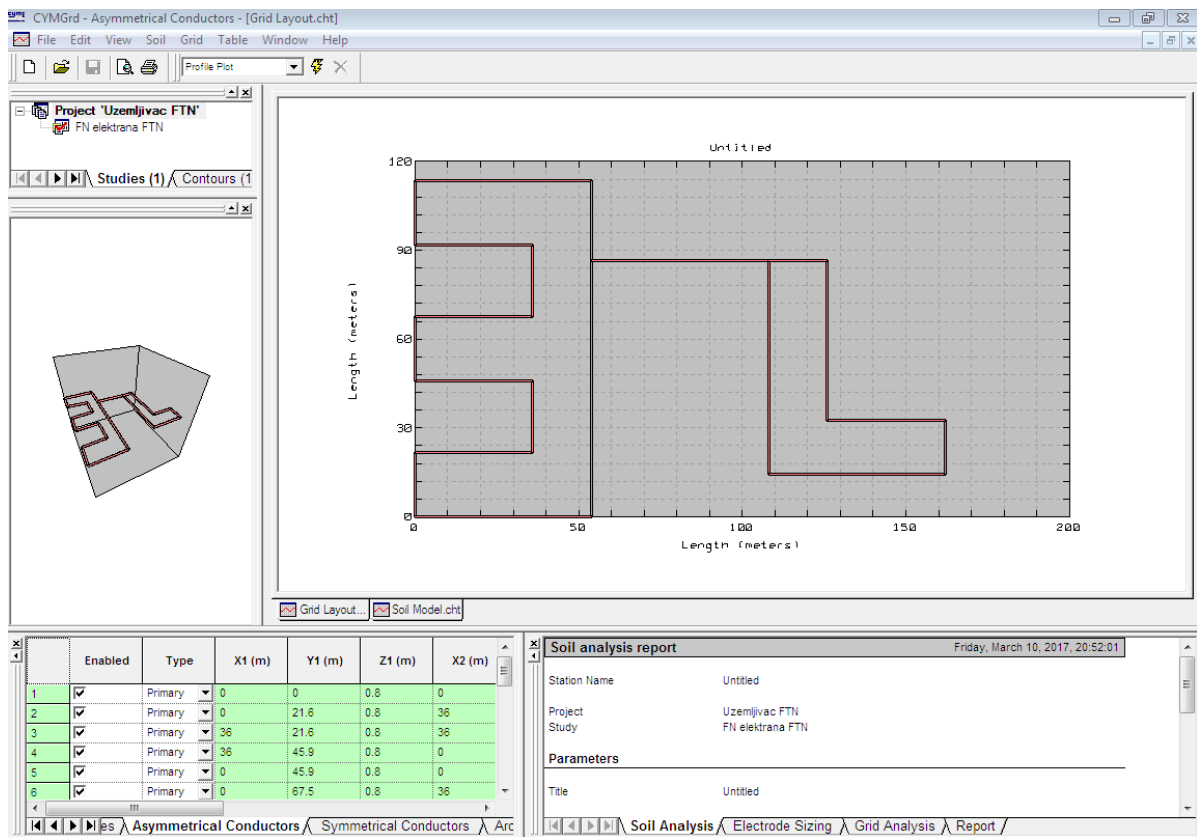 cyme CYMGrd - Asymmetrical Conductors - [Grid Layout.cht]
File Edit View Soil Grid Table Window Help
Profile Plot
Project 'Uzemljivac FTN'
FN elektrana FTN
Studies (1) Contours (1
Untitled
120
90
60
30
0
Length (meters)
0 50 100 150 200
Length (meters)
Grid Layout... Soil Model.cht
Enabled Type X1 (m) Y1 (m) Z1 (m) X2 (m)
1 Primary 0 0 0.8 0
2 Primary 0 21.6 0.8 36
3 Primary 36 21.6 0.8 36
4 Primary 36 45.9 0.8 0
5 Primary 0 45.9 0.8 0
6 Primary 0 67.5 0.8 36
es Asymmetrical Conductors Symmetrical Conductors Arc
Soil analysis report Friday, March 10, 2017, 20:52:01
Station Name Untitled
Project Uzemljivac FTN
Study FN elektrana FTN
Parameters
Title Untitled
Soil Analysis Electrode Sizing Grid Analysis Report